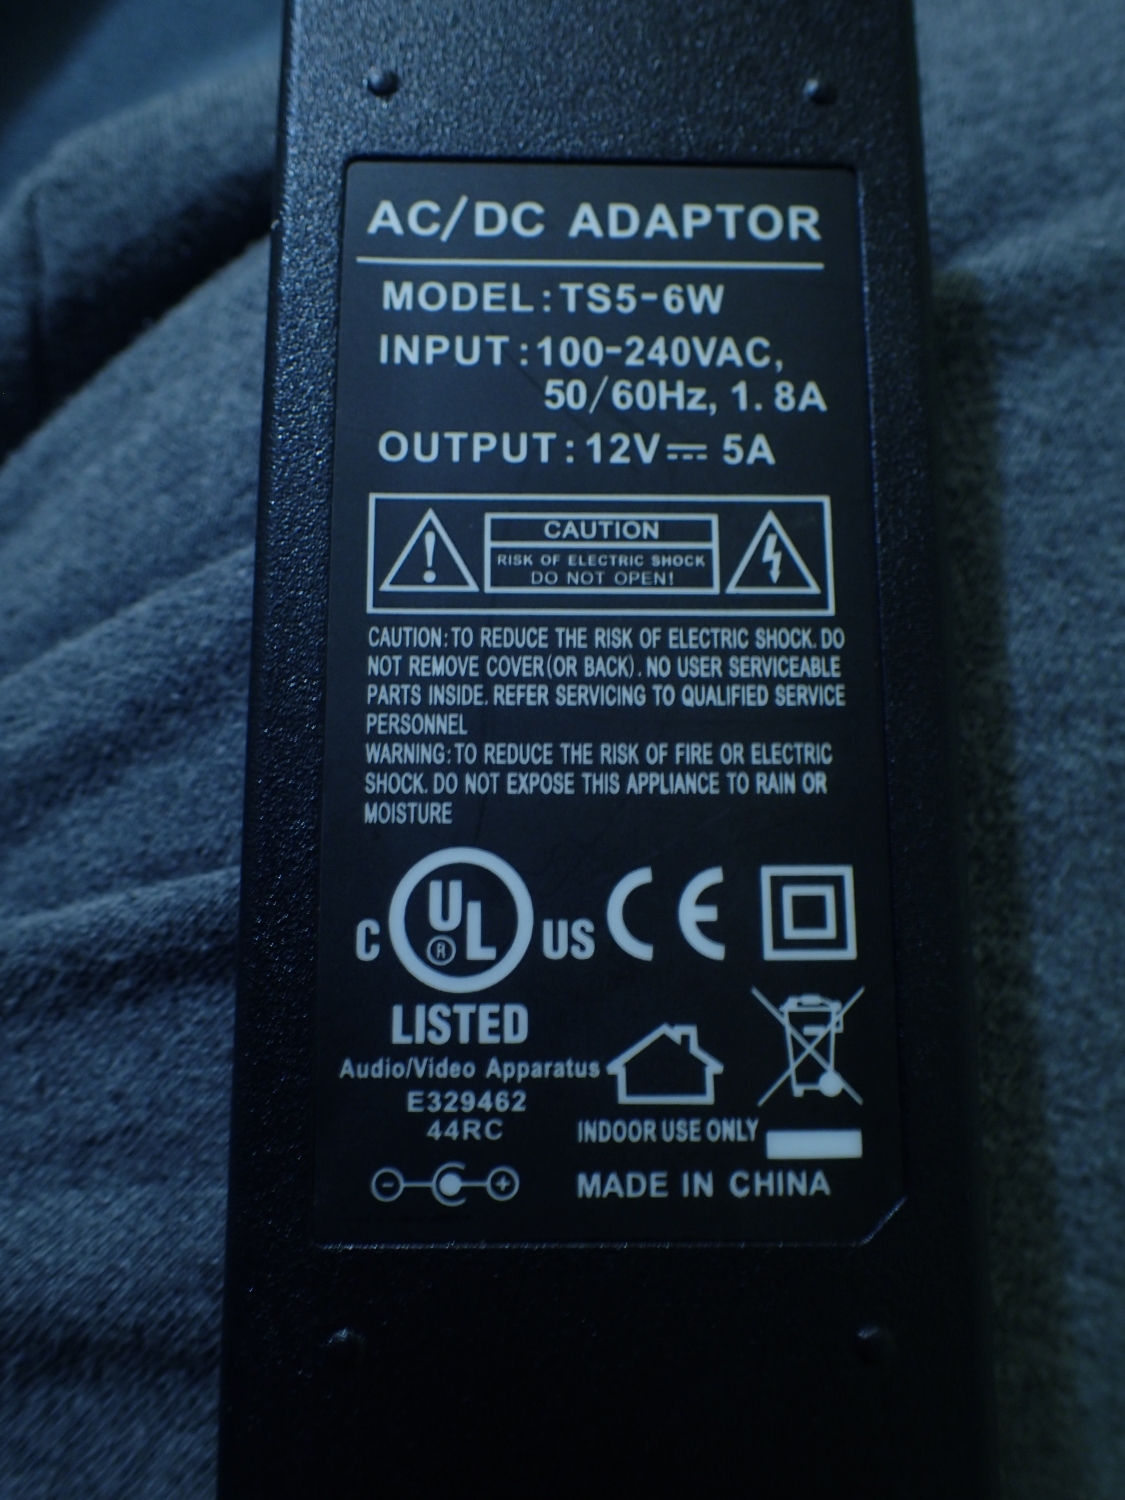 AC/DC ADAPTOR
MODEL:TS5-6W
INPUT:100-240VAC,
50/60Hz, 1.8A
OUTPUT:12V⎓ 5A
CAUTION
RISK OF ELECTRIC SHOCK
DO NOT OPEN!
CAUTION:TO REDUCE THE RISK OF ELECTRIC SHOCK. DO
NOT REMOVE COVER(OR BACK). NO USER SERVICEABLE
PARTS INSIDE. REFER SERVICING TO QUALIFIED SERVICE
PERSONNEL
WARNING:TO REDUCE THE RISK OF FIRE OR ELECTRIC
SHOCK. DO NOT EXPOSE THIS APPLIANCE TO RAIN OR
MOISTURE
C UL® US CE
LISTED
Audio/Video Apparatus
E329462
44RC
INDOOR USE ONLY
MADE IN CHINA